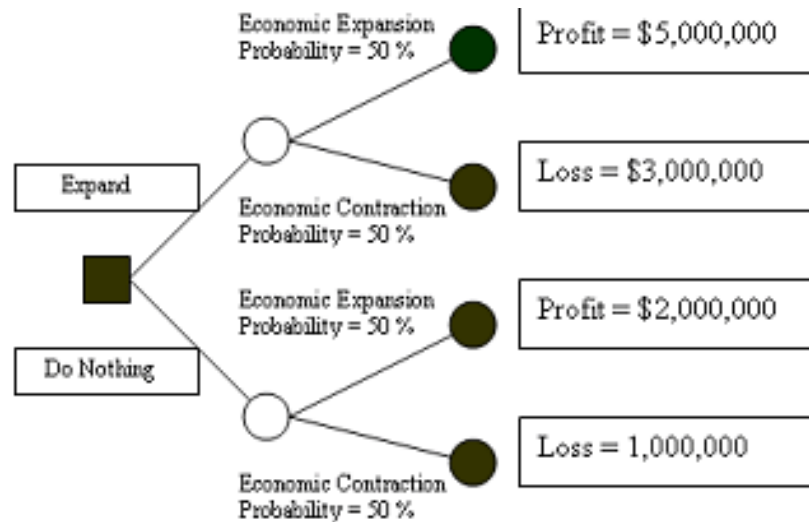 Economic Expansion
Probability = 50 %
Profit = $5,000,000
Expand
Loss = $3,000,000
Economic Contraction
Probability = 50 %
Economic Expansion
Probability = 50 %
Profit = $2,000,000
Do Nothing
Loss = 1,000,000
Economic Contraction
Probability = 50 %